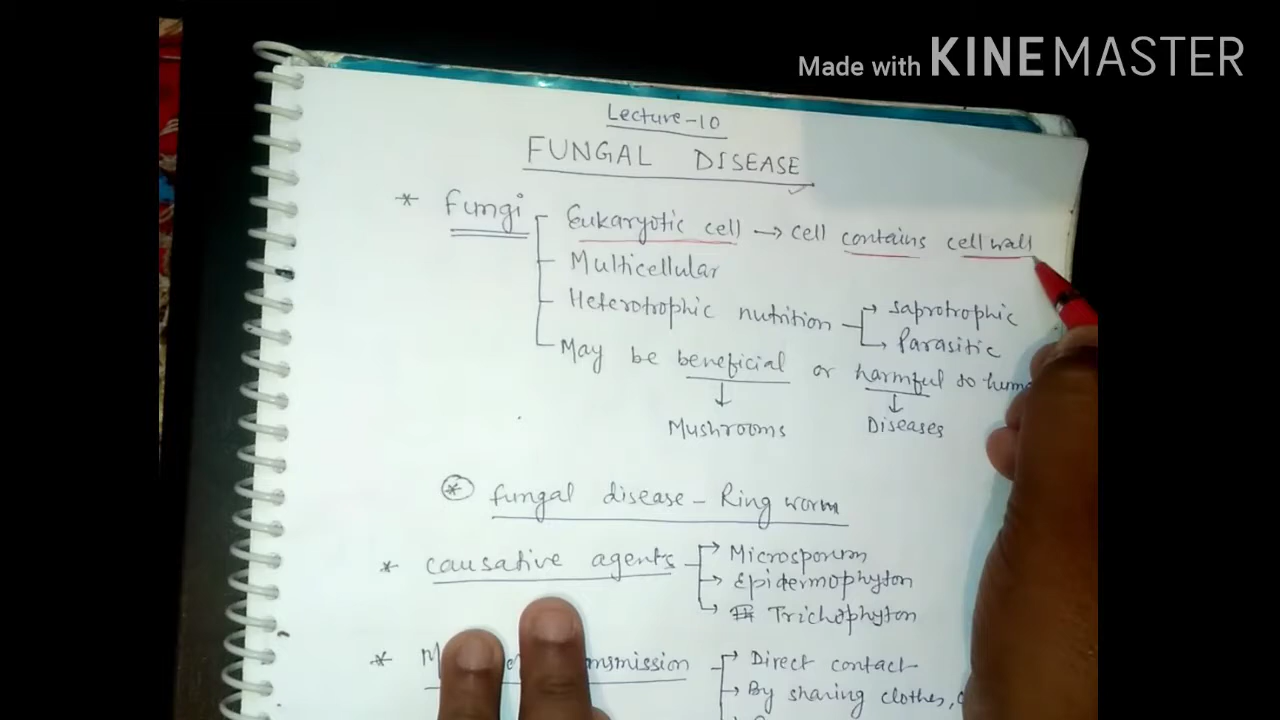 Made with KINEMASTER
Lecture-10
FUNGAL DISEASE
* Fungi
Eukaryotic cell → cell contains cell wall
Multicellular
Heterotrophic nutrition → saprotrophic
→ Parasitic
May be beneficial or harmful to
↓ ↓
Mushrooms Diseases
* fungal disease - Ring worm
* causative agents → Microsporum
→ Epidermophyton
→ Trichophyton
* → Direct contact
→ By sharing clothes,